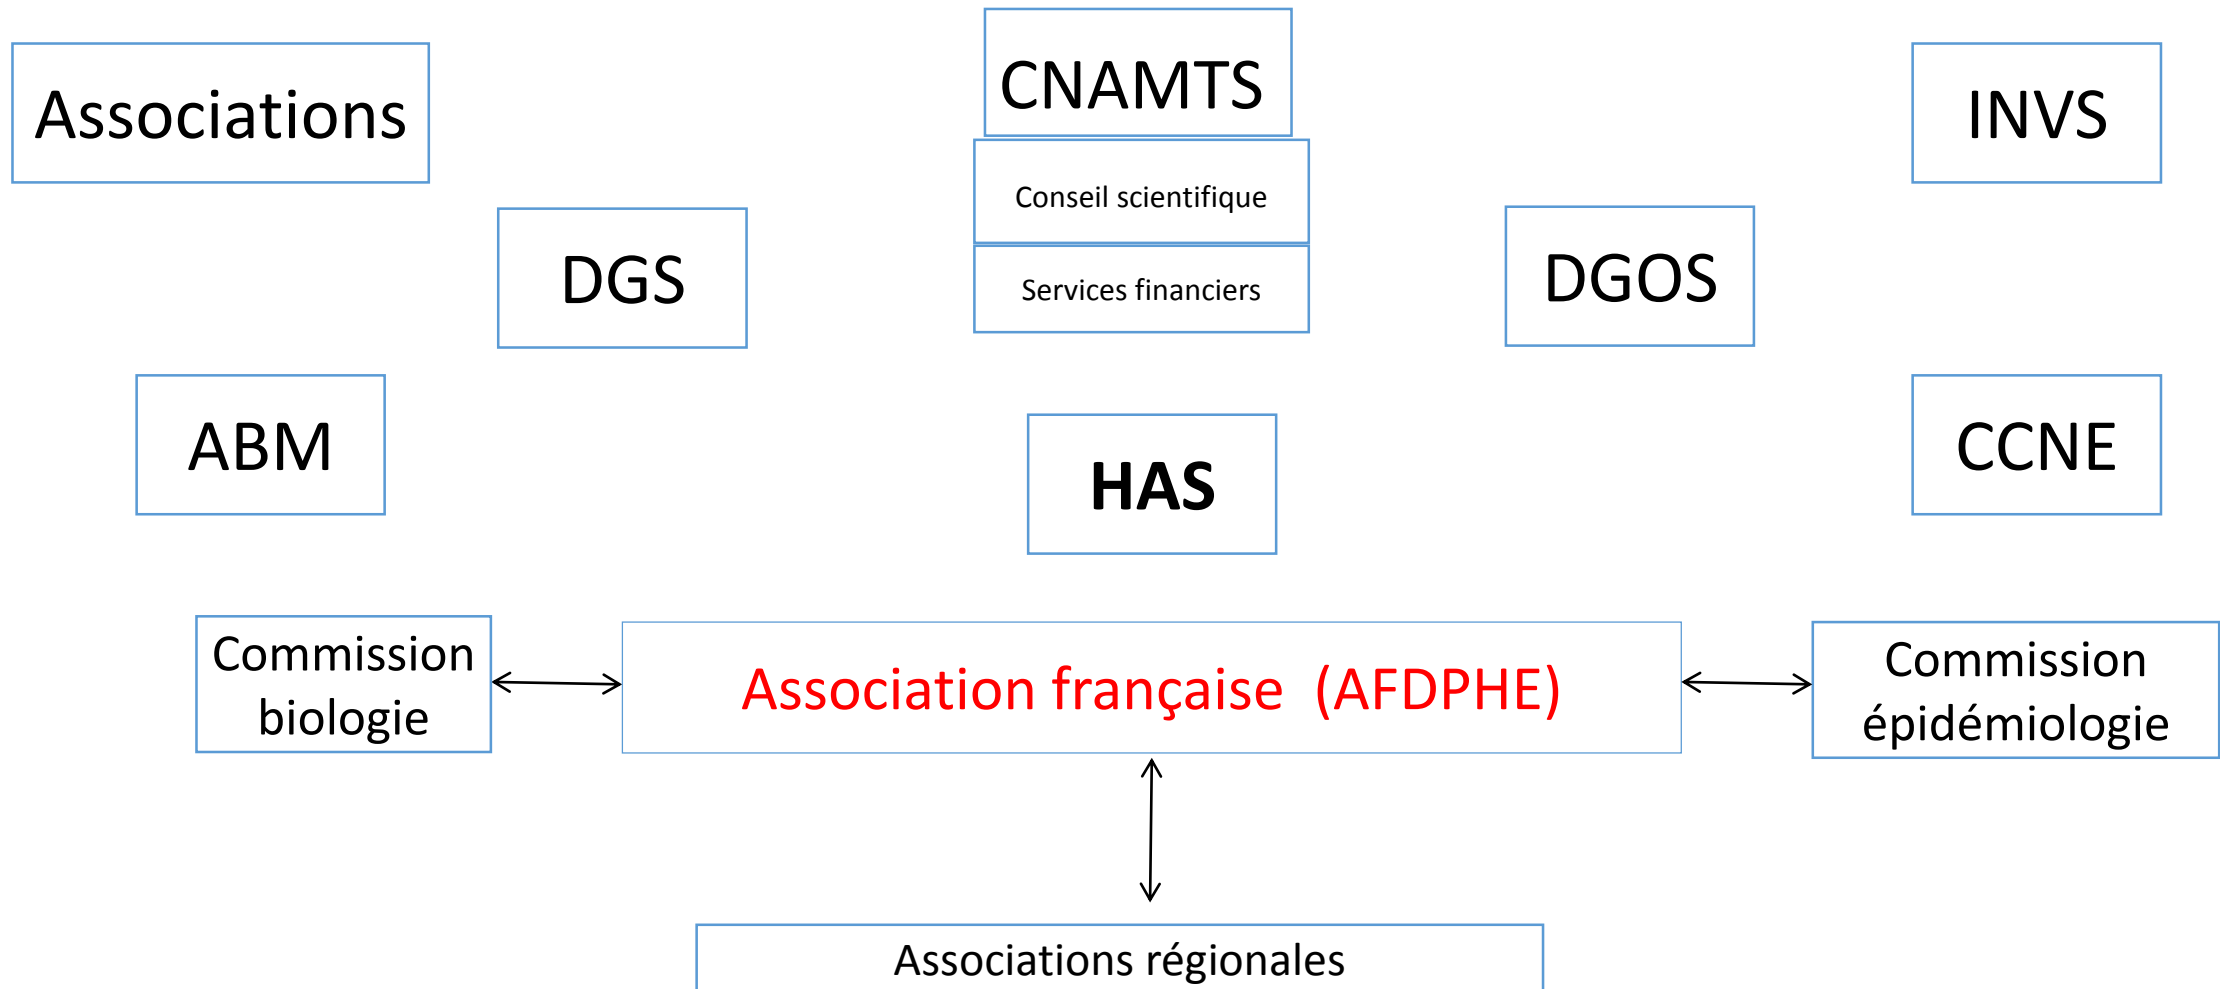 Associations
CNAMTS
INVS
Conseil scientifique
DGS
DGOS
Services financiers
ABM
HAS
CCNE
Commission
biologie
Association française (AFDPHE)
Commission
épidémiologie
Associations régionales